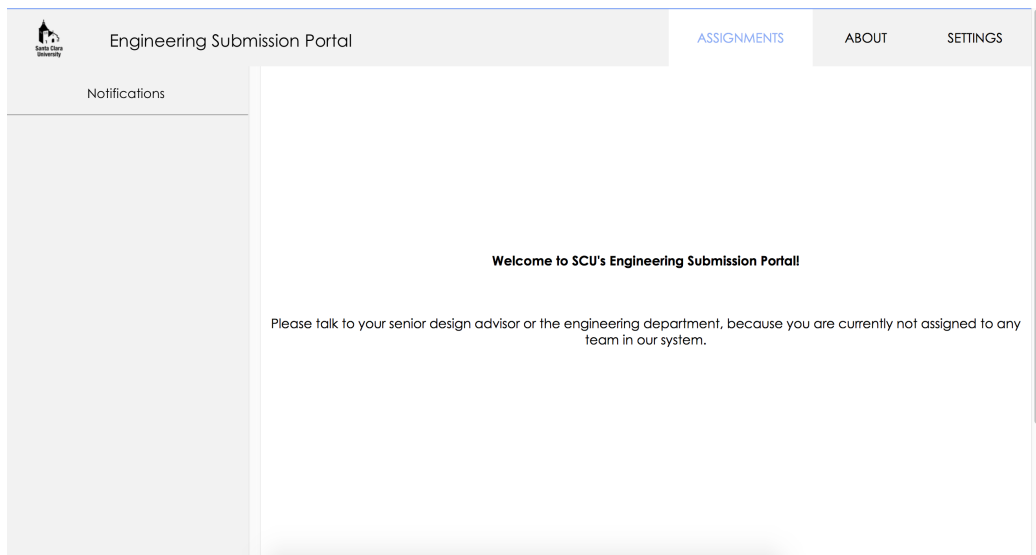 Santa Clara
University
Engineering Submission Portal
ASSIGNMENTS
ABOUT
SETTINGS
Notifications
Welcome to SCU's Engineering Submission Portal!
Please talk to your senior design advisor or the engineering department, because you are currently not assigned to any
team in our system.